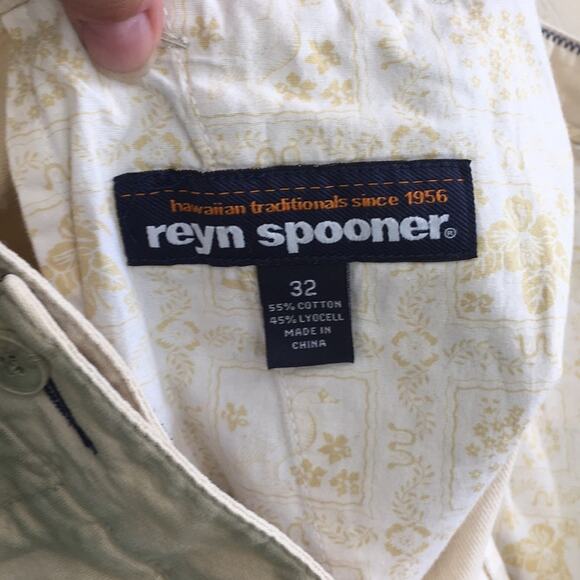 hawaiian traditionals since 1956
reyn spooner®
32
55% COTTON
45% LYOCELL
MADE IN
CHINA